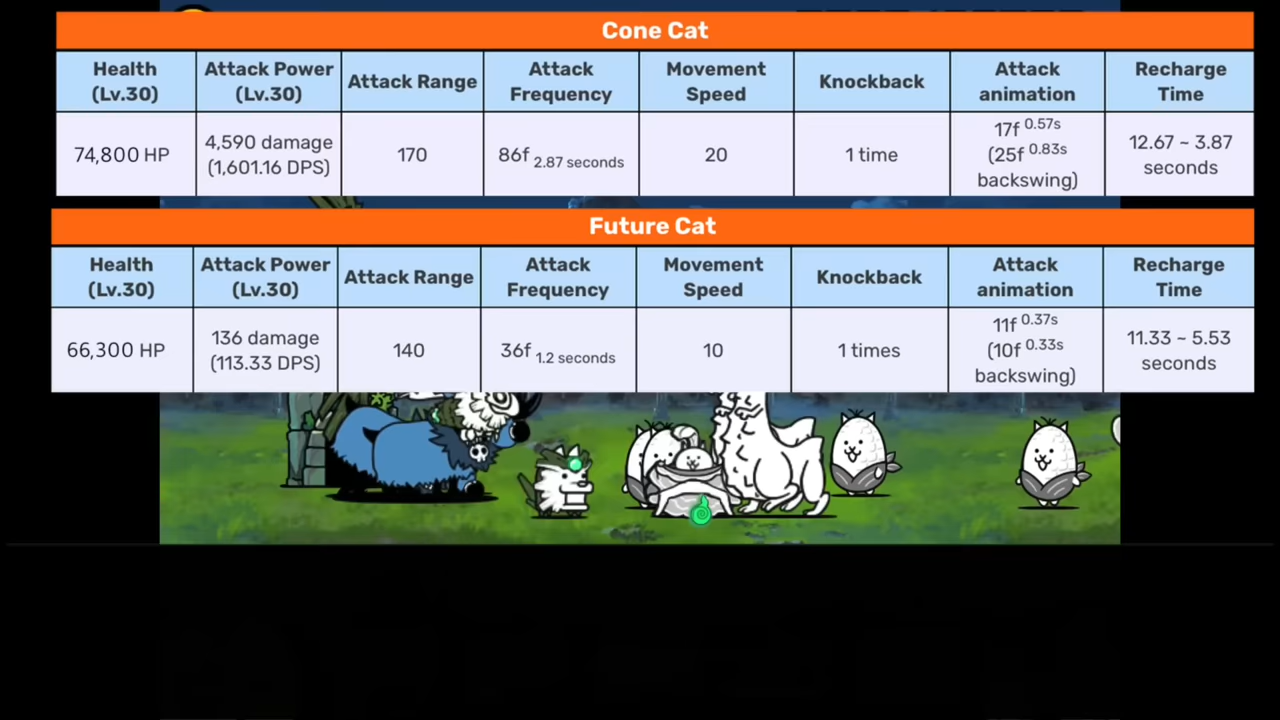 Cone Cat
Health
(Lv.30)
Attack Power
(Lv.30)
Attack Range
Attack
Frequency
Movement
Speed
Knockback
Attack
animation
Recharge
Time
74,800 HP
4,590 damage
(1,601.16 DPS)
170
86f 2.87 seconds
20
1 time
17f 0.57s
(25f 0.83s
backswing)
12.67 ~ 3.87
seconds
Future Cat
Health
(Lv.30)
Attack Power
(Lv.30)
Attack Range
Attack
Frequency
Movement
Speed
Knockback
Attack
animation
Recharge
Time
66,300 HP
136 damage
(113.33 DPS)
140
36f 1.2 seconds
10
1 times
11f 0.37s
(10f 0.33s
backswing)
11.33 ~ 5.53
seconds